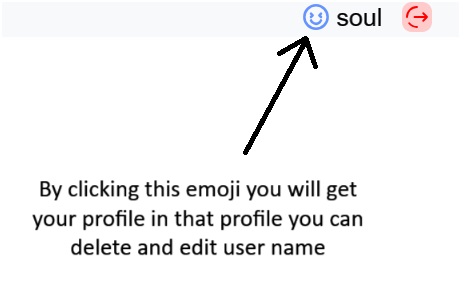 soul
By clicking this emoji you will get
your profile in that profile you can
delete and edit user name